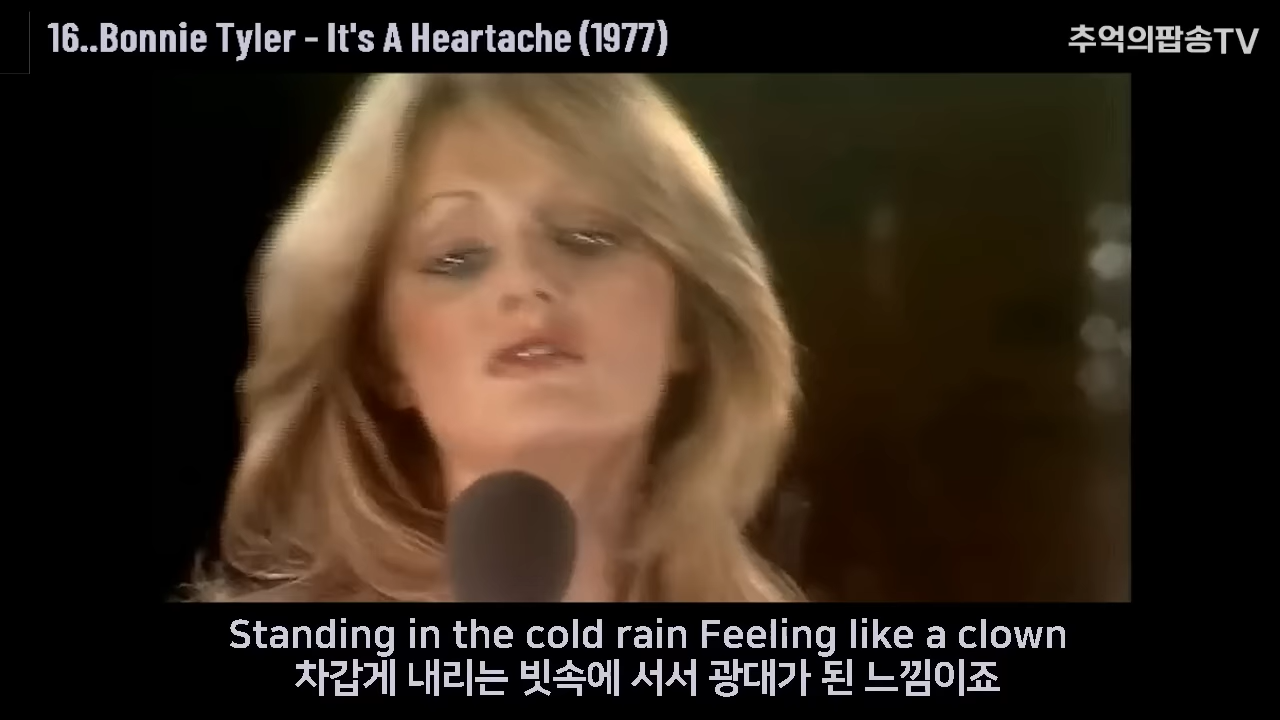 16..Bonnie Tyler - It's A Heartache (1977)
추억의팝송TV
Standing in the cold rain Feeling like a clown
차갑게 내리는 빗속에 서서 광대가 된 느낌이죠